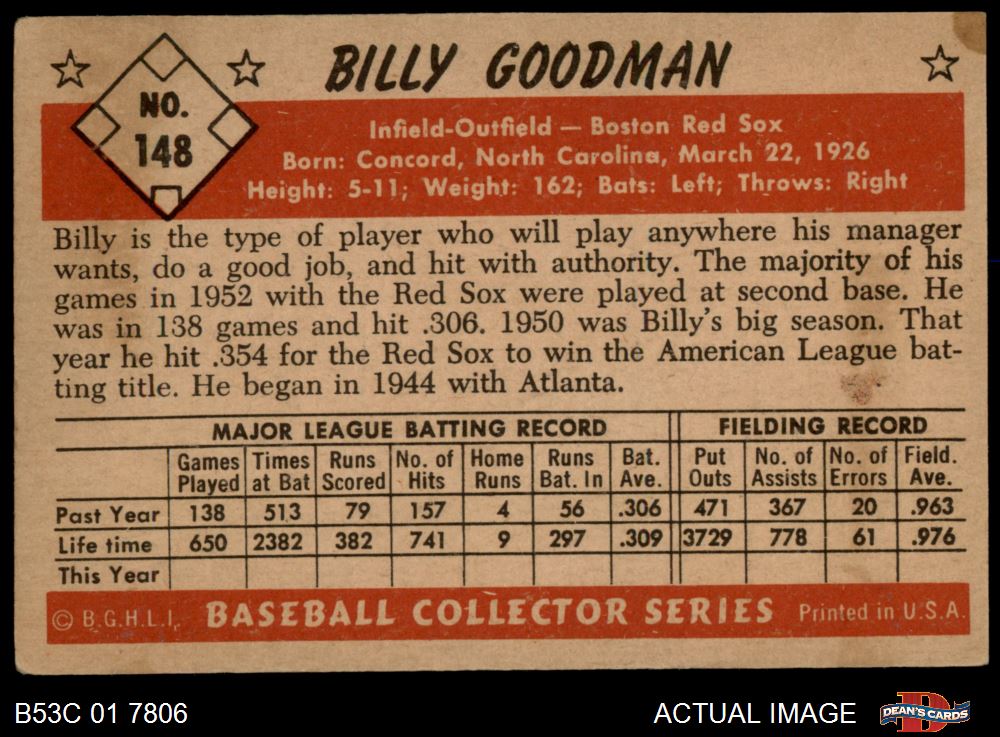 BILLY GOODMAN
NO.
148
Infield-Outfield — Boston Red Sox
Born: Concord, North Carolina, March 22, 1926
Height: 5-11; Weight: 162; Bats: Left; Throws: Right
Billy is the type of player who will play anywhere his manager
wants, do a good job, and hit with authority. The majority of his
games in 1952 with the Red Sox were played at second base. He
was in 138 games and hit .306. 1950 was Billy's big season. That
year he hit .354 for the Red Sox to win the American League bat-
ting title. He began in 1944 with Atlanta.
MAJOR LEAGUE BATTING RECORD FIELDING RECORD
Games Times Runs No. of Home Runs Bat. Put No. of No. of Field.
Played at Bat Scored Hits Runs Bat. In Ave. Outs Assists Errors Ave.
Past Year 138 513 79 157 4 56 .306 471 367 20 .963
Life time 650 2382 382 741 9 297 .309 3729 778 61 .976
This Year
© B.G.H.L.I. BASEBALL COLLECTOR SERIES Printed in U.S.A.
B53C 01 7806 ACTUAL IMAGE DEAN'S CARDS